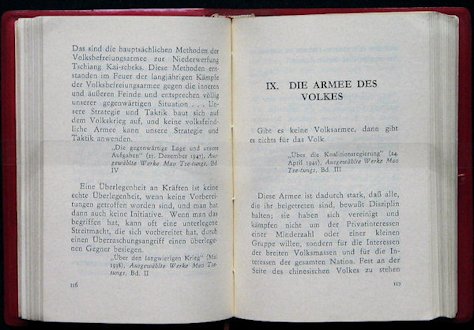 Das sind die hauptsächlichen Methoden der
Volksbefreiungsarmee zur Niederwerfung
Tschiang Kai-scheks. Diese Methoden ent-
standen im Feuer der langjährigen Kämpfe
der Volksbefreiungsarmee gegen die inneren
und äußeren Feinde und entsprechen völlig
unserer gegenwärtigen Situation . . . Un-
sere Strategie und Taktik baut sich auf
dem Volkskrieg auf, und keine volksfeind-
liche Armee kann unsere Strategie und
Taktik anwenden.
„Die gegenwärtige Lage und unsere
Aufgaben" (25. Dezember 1947), Aus-
gewählte Werke Mao Tse-tungs, Bd.
IV
Eine Überlegenheit an Kräften ist keine
echte Überlegenheit, wenn keine Vorberei-
tungen getroffen worden sind, und man hat
dann auch keine Initiative. Wenn man das
begriffen hat, kann oft eine unterlegene
Streitmacht, die sich vorbereitet hat, durch
einen Überraschungsangriff einen überlege-
nen Gegner besiegen.
„Über den langwierigen Krieg" (Mai
1938), Ausgewählte Werke Mao Tse-
tungs, Bd. II
116
IX. DIE ARMEE DES
VOLKES
Gibt es keine Volksarmee, dann gibt
es nichts für das Volk.
„Über die Koalitionsregierung" (24.
April 1945), Ausgewählte Werke Mao
Tse-tungs, Bd. III
Diese Armee ist dadurch stark, daß alle,
die ihr beigetreten sind, bewußt Disziplin
halten; sie haben sich vereinigt und
kämpfen nicht um der Privatinteressen
einer Minderzahl oder einer kleinen
Gruppe willen, sondern für die Interessen
der breiten Volksmassen und für die In-
teressen der gesamten Nation. Fest an der
Seite des chinesischen Volkes zu stehen
117